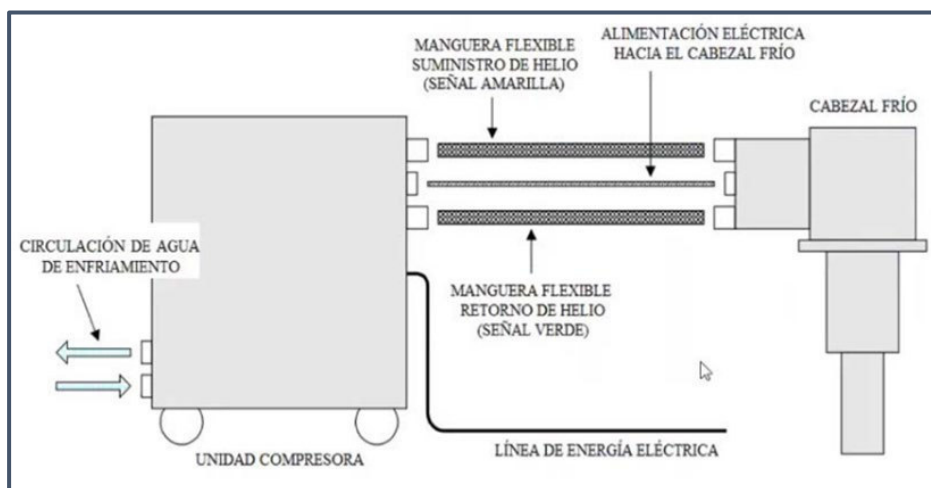 ALIMENTACIÓN ELÉCTRICA
HACIA EL CABEZAL FRÍO
MANGUERA FLEXIBLE
SUMINISTRO DE HELIO
(SEÑAL AMARILLA)
CABEZAL FRÍO
CIRCULACIÓN DE AGUA
DE ENFRIAMIENTO
MANGUERA FLEXIBLE
RETORNO DE HELIO
(SEÑAL VERDE)
UNIDAD COMPRESORA
LÍNEA DE ENERGÍA ELÉCTRICA